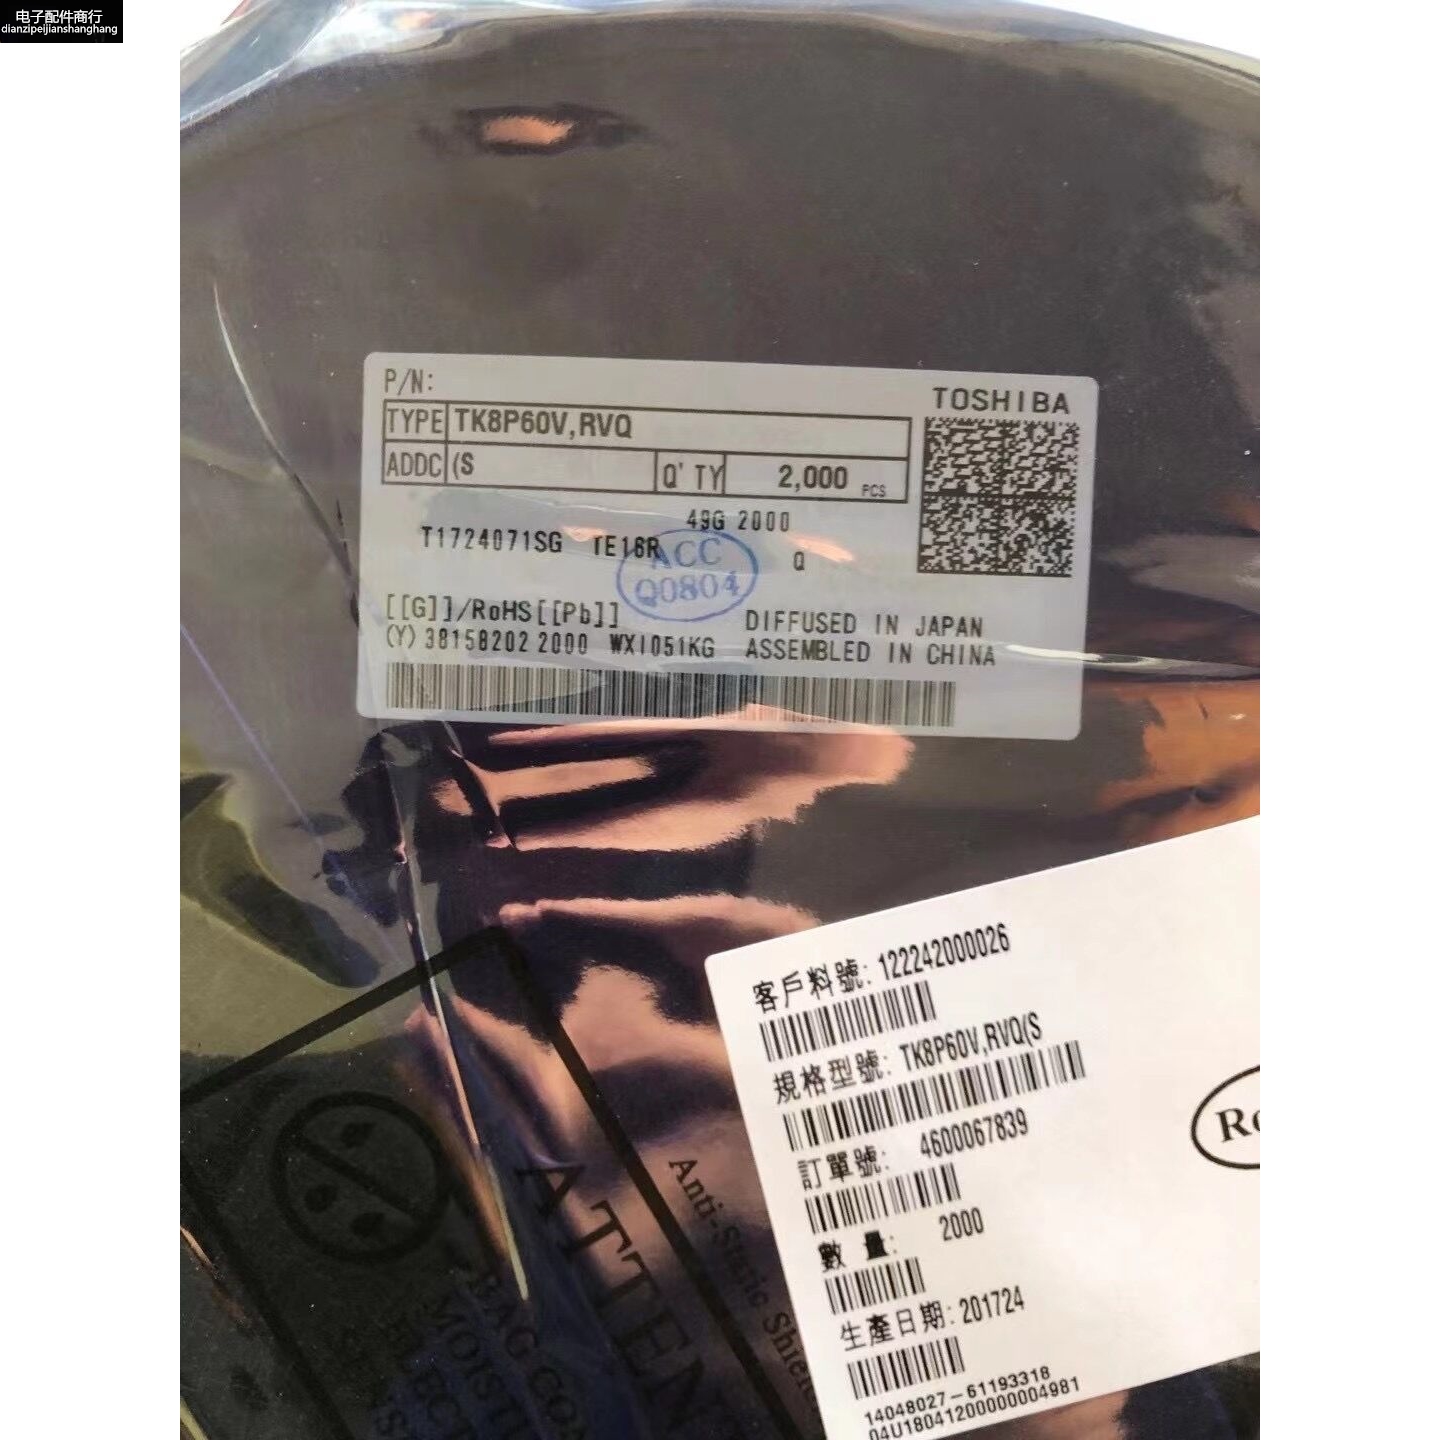 电子配件商行
dianzipeijianshanghang
P/N:
TOSHIBA
TYPE TK8P60V,RVQ
ADDC (S Q'TY 2,000 PCS
49G 2000
T1724071SG TE16R Q
ACC
Q0804
[[G]]/RoHS[[Pb]]
DIFFUSED IN JAPAN
(Y) 38158202 2000 WXI051KG ASSEMBLED IN CHINA
客戶料號: 122242000026
規格型號: TK8P60V,RVQ(S
訂單號: 4600067839
數 量: 2000
生產日期: 201724
14048027-61193318
04U18041200000004981
Anti-Static
ATTEN